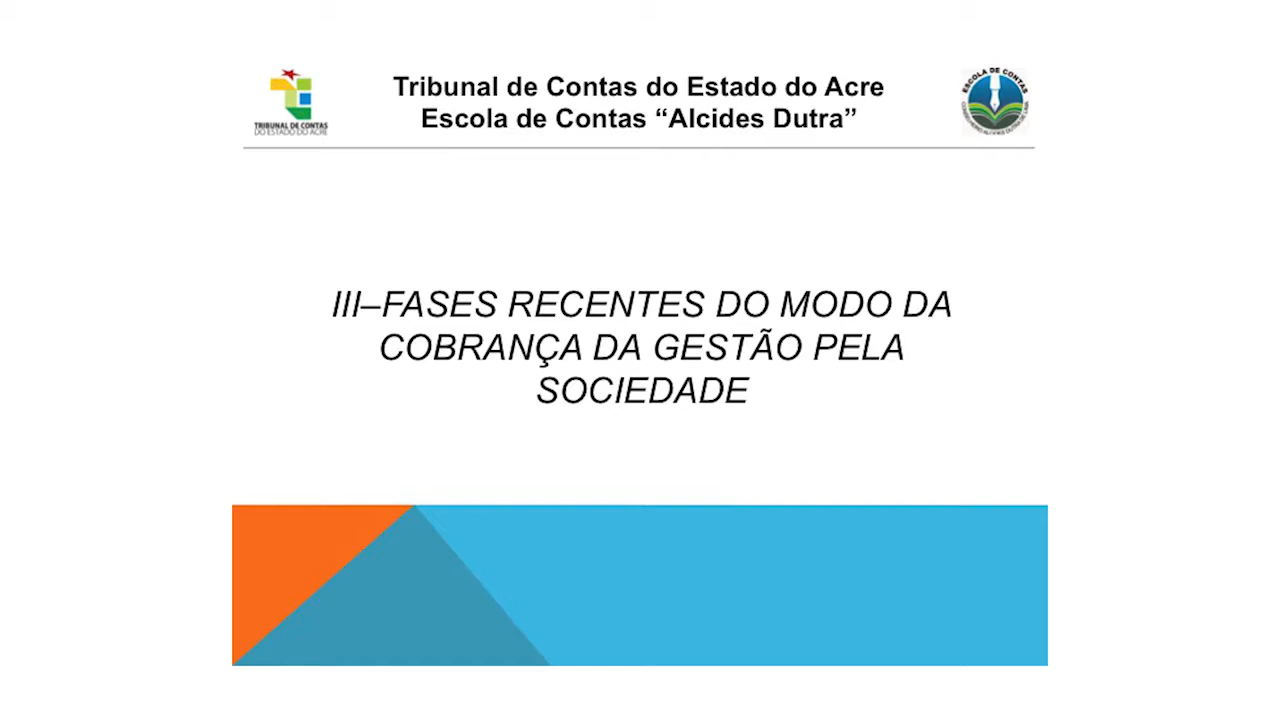 Tribunal de Contas do Estado do Acre
Escola de Contas “Alcides Dutra”
TRIBUNAL DE CONTAS
DO ESTADO DO ACRE
ESCOLA DE CONTAS
III–FASES RECENTES DO MODO DA
COBRANÇA DA GESTÃO PELA
SOCIEDADE